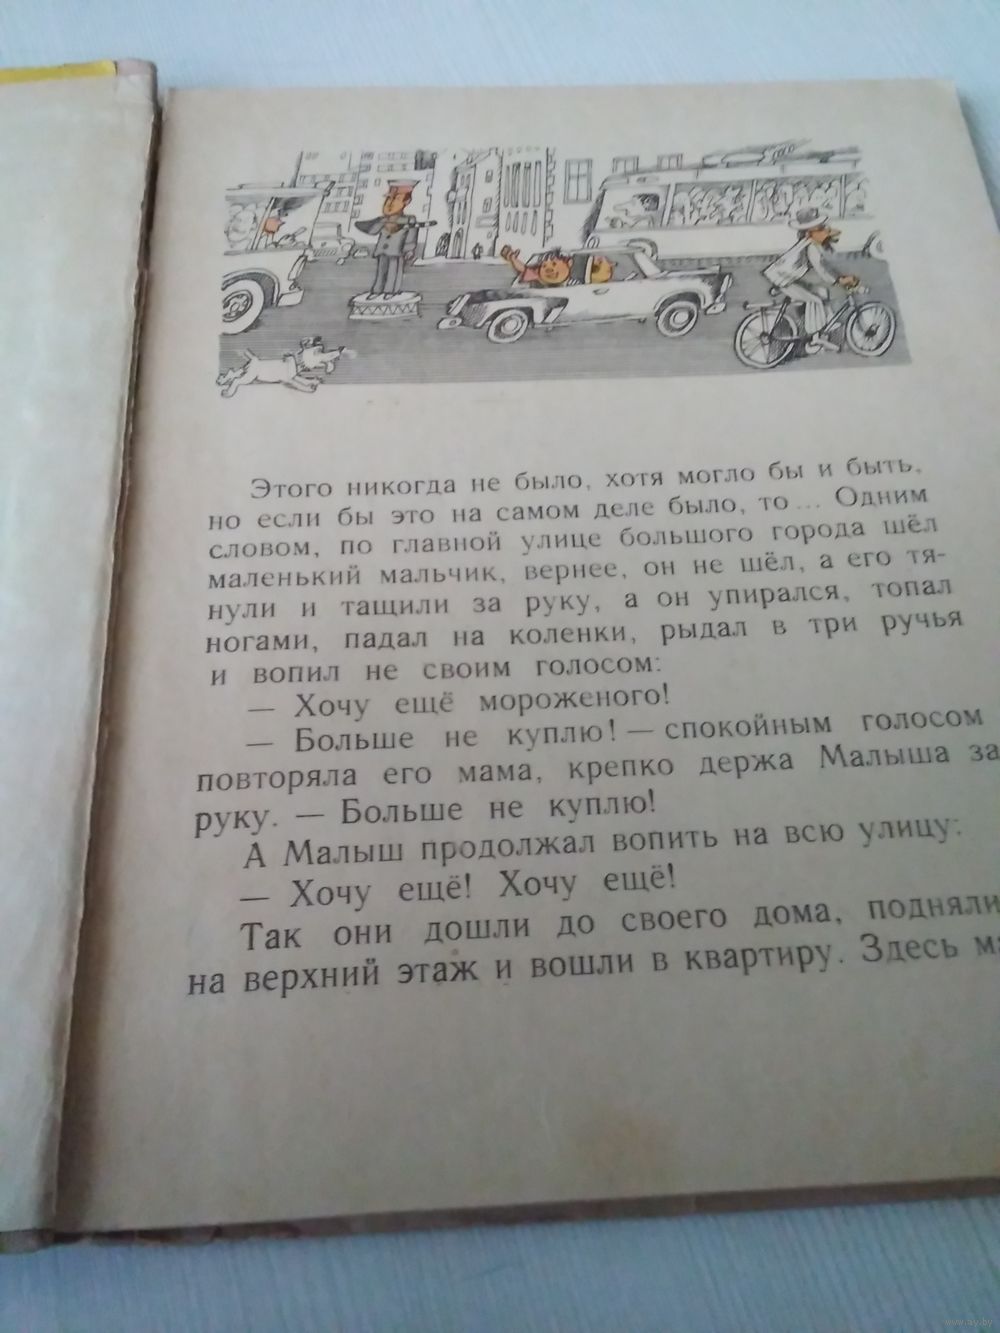 Этого никогда не было, хотя могло бы и быть,
но если бы это на самом деле было, то ... Одним
словом, по главной улице большого города шёл
маленький мальчик, вернее, он не шёл, а его тя-
нули и тащили за руку, а он упирался, топал
ногами, падал на коленки, рыдал в три ручья
и вопил не своим голосом:
— Хочу ещё мороженого!
— Больше не куплю! — спокойным голосом
повторяла его мама, крепко держа Малыша за
руку. — Больше не куплю!
А Малыш продолжал вопить на всю улицу:
— Хочу ещё! Хочу ещё!
Так они дошли до своего дома, подняли
на верхний этаж и вошли в квартиру. Здесь
www.ay.by